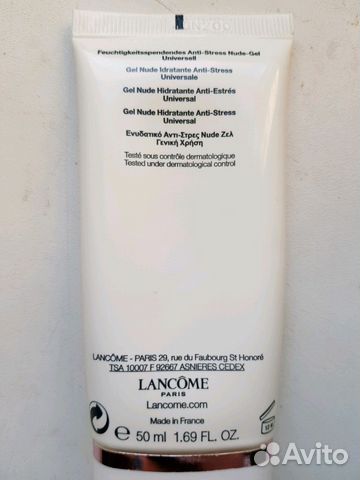 Feuchtigkeitsspendendes Anti-Stress Nude-Gel
Universell
Gel Nude Idratante Anti-Stress
Universale
Gel Nude Hidratante Anti-Estrés
Universal
Gel Nude Hidratante Anti-Stress
Universal
Ενυδατικό Αντι-Στρες Nude Ζελ
Γενική Χρήση
Testé sous contrôle dermatologique
Tested under dermatological control
LANCÔME - PARIS 29, rue du Faubourg St Honoré
TSA 10007 F 92667 ASNIERES CEDEX
LANCÔME
PARIS
Lancome.com
Made in France
℮ 50 ml 1.69 FL. OZ.
Avito